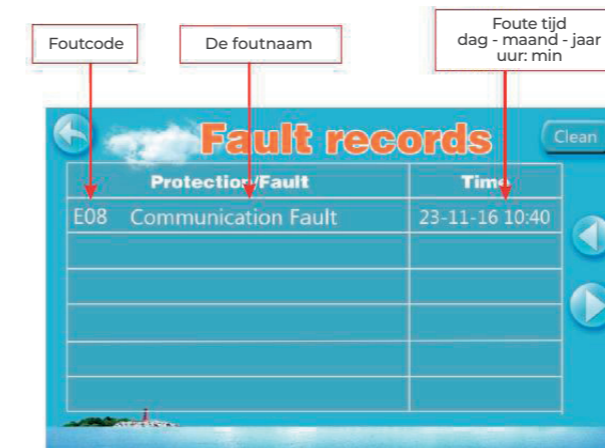 Foutcode
De foutnaam
Foute tijd
dag - maand - jaar
uur: min
Fault records
Clean
Protection/Fault
Time
E08 Communication Fault
23-11-16 10:40